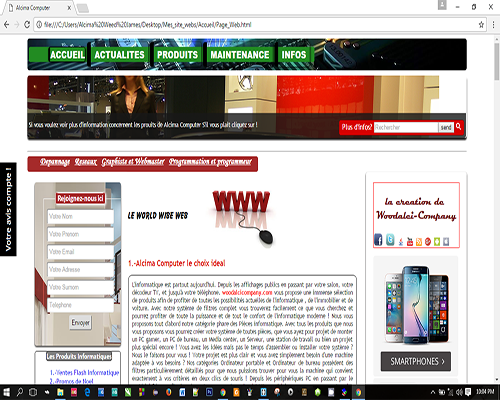 Alcima Computer
file:///C:/Users/Alcima%20Weed%20James/Desktop/Mes_site_webs/Accueil/Page_Web.html
ACCUEIL ACTUALITES PRODUITS MAINTENANCE INFOS
Si vous voulez voir plus d'information concernent les prouits de Alcima Computer S'il vous plait cliquez sur !
Plus d'infos? Rechercher send
Depannage Reseaux Graphiste et Webmaster Programmation et programmeur
Votre avis compte !
Rejoignez-nous ici
Votre Nom
Votre Prenom
Votre Email
Votre Adresse
Votre Surnom
Telephone
Envoyer
Les Produits Informatiques
1.-Ventes Flash Informatique
2.-Promos de Noel
LE WORLD WISE WEB
WWW
1.-Alcima Computer le choix ideal
L'informatique est partout aujourd'hui. Depuis les affichages publics en passant par votre salon, votre
décodeur TV, et jusqu'à votre téléphone, woodalcicompany.com vous propose une immense sélection
de produits afin de profiter de toutes les possibilités actuelles de l'informatique , de l'immobilier et de
voiture. Avec notre système de filtres complet vous trouverez facilement ce que vous cherchez et
pourrez profiter de toute la puissance et de tout le confort de l'informatique moderne ! Nous vous
proposons tout d'abord notre catégorie phare des Pièces informatique. Avec tous les produits que nous
vous proposons vous pourrez créer votre système de toutes pièces, que vous ayez pour projet de monter
un PC gamer, un PC de bureau, un Media center, un Serveur, une station de travail ou bien un projet
plus spécial encore ! Vous avez les idées mais pas le temps d'assembler ou installer votre système ?
Nous le faisons pour vous ! Votre projet est plus clair et vous avez simplement besoin d'une machine
adaptée à vos besoins ? Nos catégories Ordinateur portable et Ordinateur de bureau possèdent des
filtres particulièrement détaillés pour que nous puissions trouver pour vous la machine qui convient
exactement à vos critères en deux clics de souris ! Depuis les périphériques PC en passant par le
la creation de
Woodalci-Company
SMARTPHONES
10:04 PM